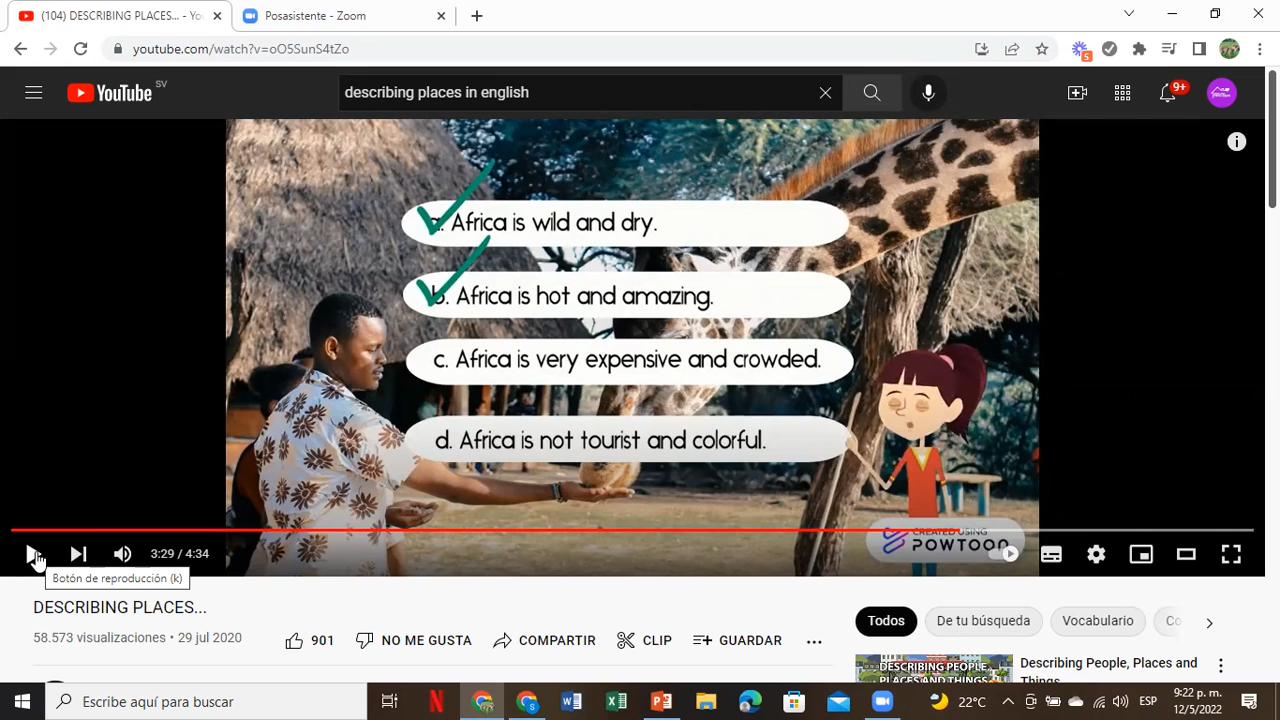 (104) DESCRIBING PLACES... - Yo
Posasistente - Zoom
youtube.com/watch?v=oO5SunS4tZo
5
YouTube SV
describing places in english
9+
a. Africa is wild and dry.
b. Africa is hot and amazing.
c. Africa is very expensive and crowded.
d. Africa is not tourist and colorful.
CREATED USING
POWTOON
3:29 / 4:34
Botón de reproducción (k)
DESCRIBING PLACES...
58.573 visualizaciones • 29 jul 2020
901 NO ME GUSTA COMPARTIR CLIP GUARDAR ...
Todos De tu búsqueda Vocabulario Co
DESCRIBING PEOPLE,
PLACES AND THINGS
Describing People, Places and
Things
Escribe aquí para buscar
22°C ESP 9:22 p. m.
12/5/2022